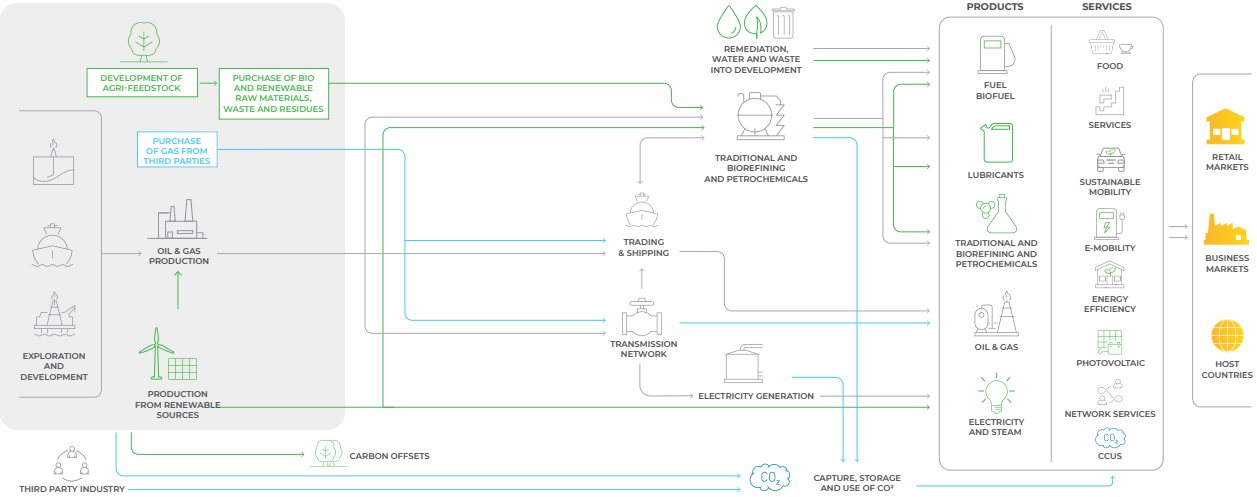 PRODUCTS
SERVICES
DEVELOPMENT OF
AGRI-FEEDSTOCK
PURCHASE OF BIO
AND RENEWABLE
RAW MATERIALS,
WASTE AND RESIDUES
PURCHASE
OF GAS FROM
THIRD PARTIES
OIL & GAS
PRODUCTION
EXPLORATION
AND
DEVELOPMENT
PRODUCTION
FROM RENEWABLE
SOURCES
THIRD PARTY INDUSTRY
CARBON OFFSETS
REMEDIATION,
WATER AND WASTE
INTO DEVELOPMENT
TRADITIONAL AND
BIOREFINING
AND PETROCHEMICALS
TRADING
& SHIPPING
TRANSMISSION
NETWORK
ELECTRICITY GENERATION
CO₂
CAPTURE, STORAGE
AND USE OF CO²
FUEL
BIOFUEL
LUBRICANTS
TRADITIONAL AND
BIOREFINING AND
PETROCHEMICALS
OIL & GAS
ELECTRICITY
AND STEAM
FOOD
SERVICES
SUSTAINABLE
MOBILITY
E-MOBILITY
ENERGY
EFFICIENCY
PHOTOVOLTAIC
NETWORK SERVICES
CO₂
CCUS
RETAIL
MARKETS
BUSINESS
MARKETS
HOST
COUNTRIES